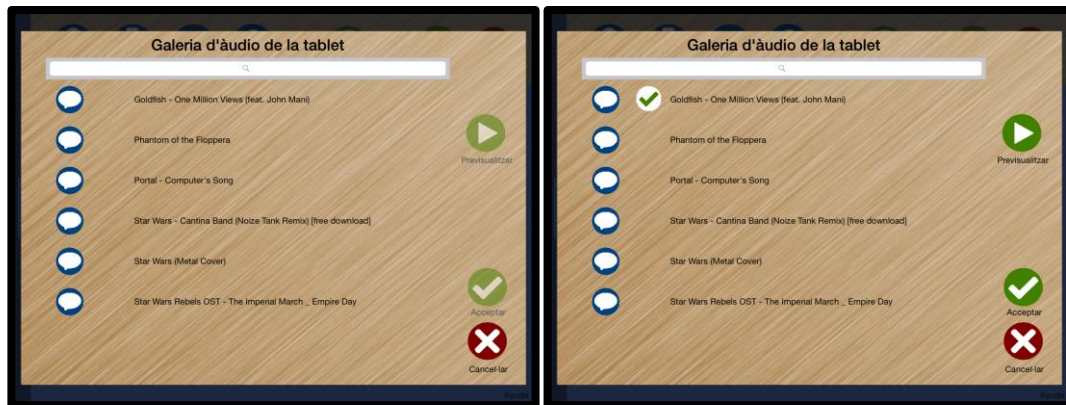 Galeria d'àudio de la tablet
Goldfish - One Million Views (feat. John Mani)
Phantom of the Floppera
Previsualitzar
Portal - Computer's Song
Star Wars - Cantina Band (Noize Tank Remix) [free download]
Star Wars (Metal Cover)
Star Wars Rebels OST - The Imperial March _ Empire Day
Acceptar
Cancel·lar
Ajuda
Galeria d'àudio de la tablet
Goldfish - One Million Views (feat. John Mani)
Phantom of the Floppera
Previsualitzar
Portal - Computer's Song
Star Wars - Cantina Band (Noize Tank Remix) [free download]
Star Wars (Metal Cover)
Star Wars Rebels OST - The Imperial March _ Empire Day
Acceptar
Cancel·lar
Ajuda